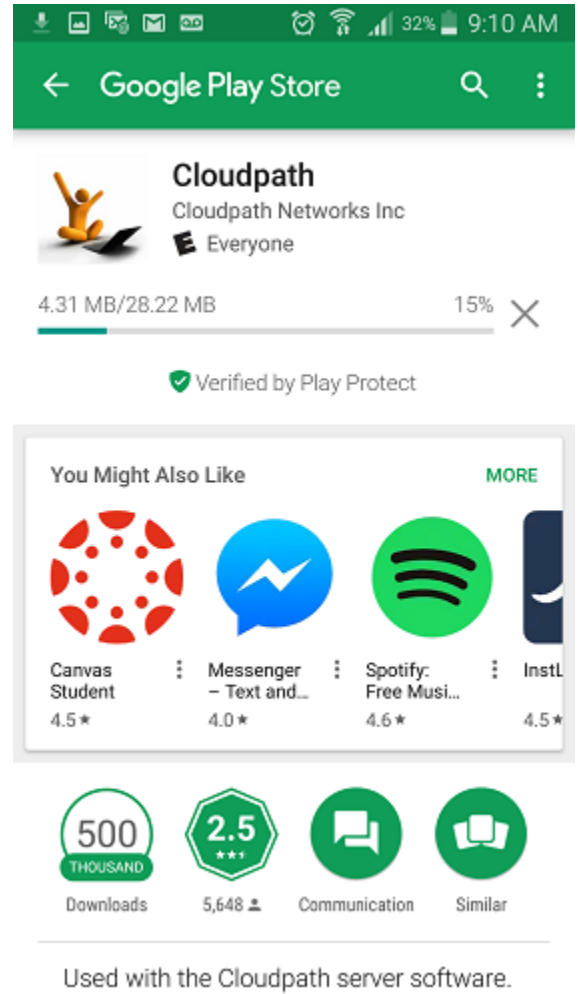 32% 9:10 AM
Google Play Store
Cloudpath
Cloudpath Networks Inc
E Everyone
4.31 MB/28.22 MB 15%
Verified by Play Protect
You Might Also Like MORE
Canvas Messenger Spotify: InstL
Student – Text and... Free Musi...
4.5★ 4.0★ 4.6★ 4.5★
500 2.5
THOUSAND
Downloads 5,648 Communication Similar
Used with the Cloudpath server software.